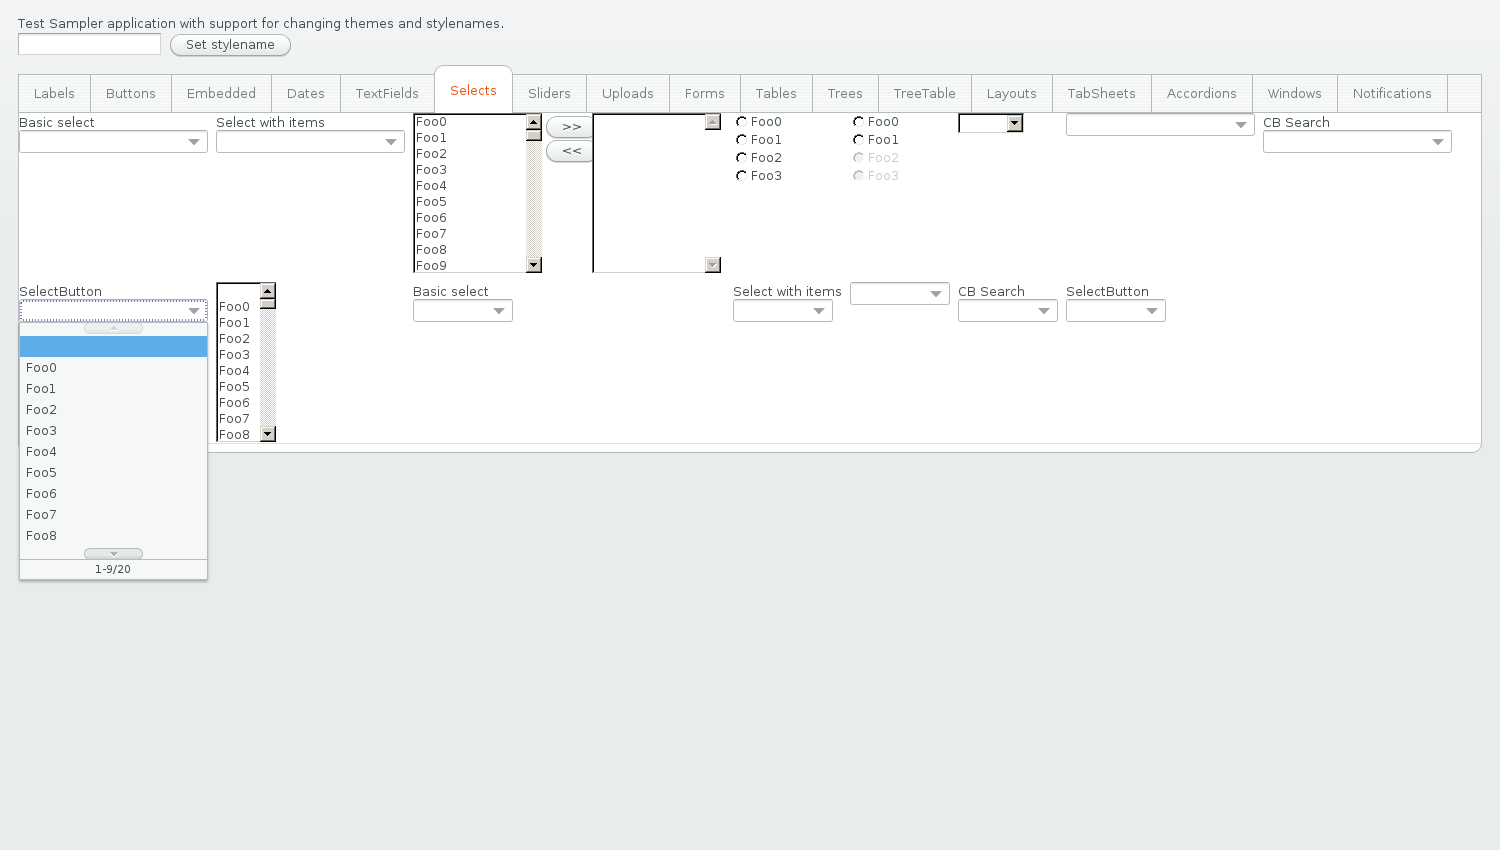 Test Sampler application with support for changing themes and stylenames.
Set stylename
Labels
Buttons
Embedded
Dates
TextFields
Selects
Sliders
Uploads
Forms
Tables
Trees
TreeTable
Layouts
TabSheets
Accordions
Windows
Notifications
Basic select
Select with items
Foo0
Foo1
Foo2
Foo3
Foo4
Foo5
Foo6
Foo7
Foo8
Foo9
>>
<<
Foo0
Foo1
Foo2
Foo3
Foo0
Foo1
Foo2
Foo3
CB Search
SelectButton
Foo0
Foo1
Foo2
Foo3
Foo4
Foo5
Foo6
Foo7
Foo8
1-9/20
Foo0
Foo1
Foo2
Foo3
Foo4
Foo5
Foo6
Foo7
Foo8
Basic select
Select with items
CB Search
SelectButton